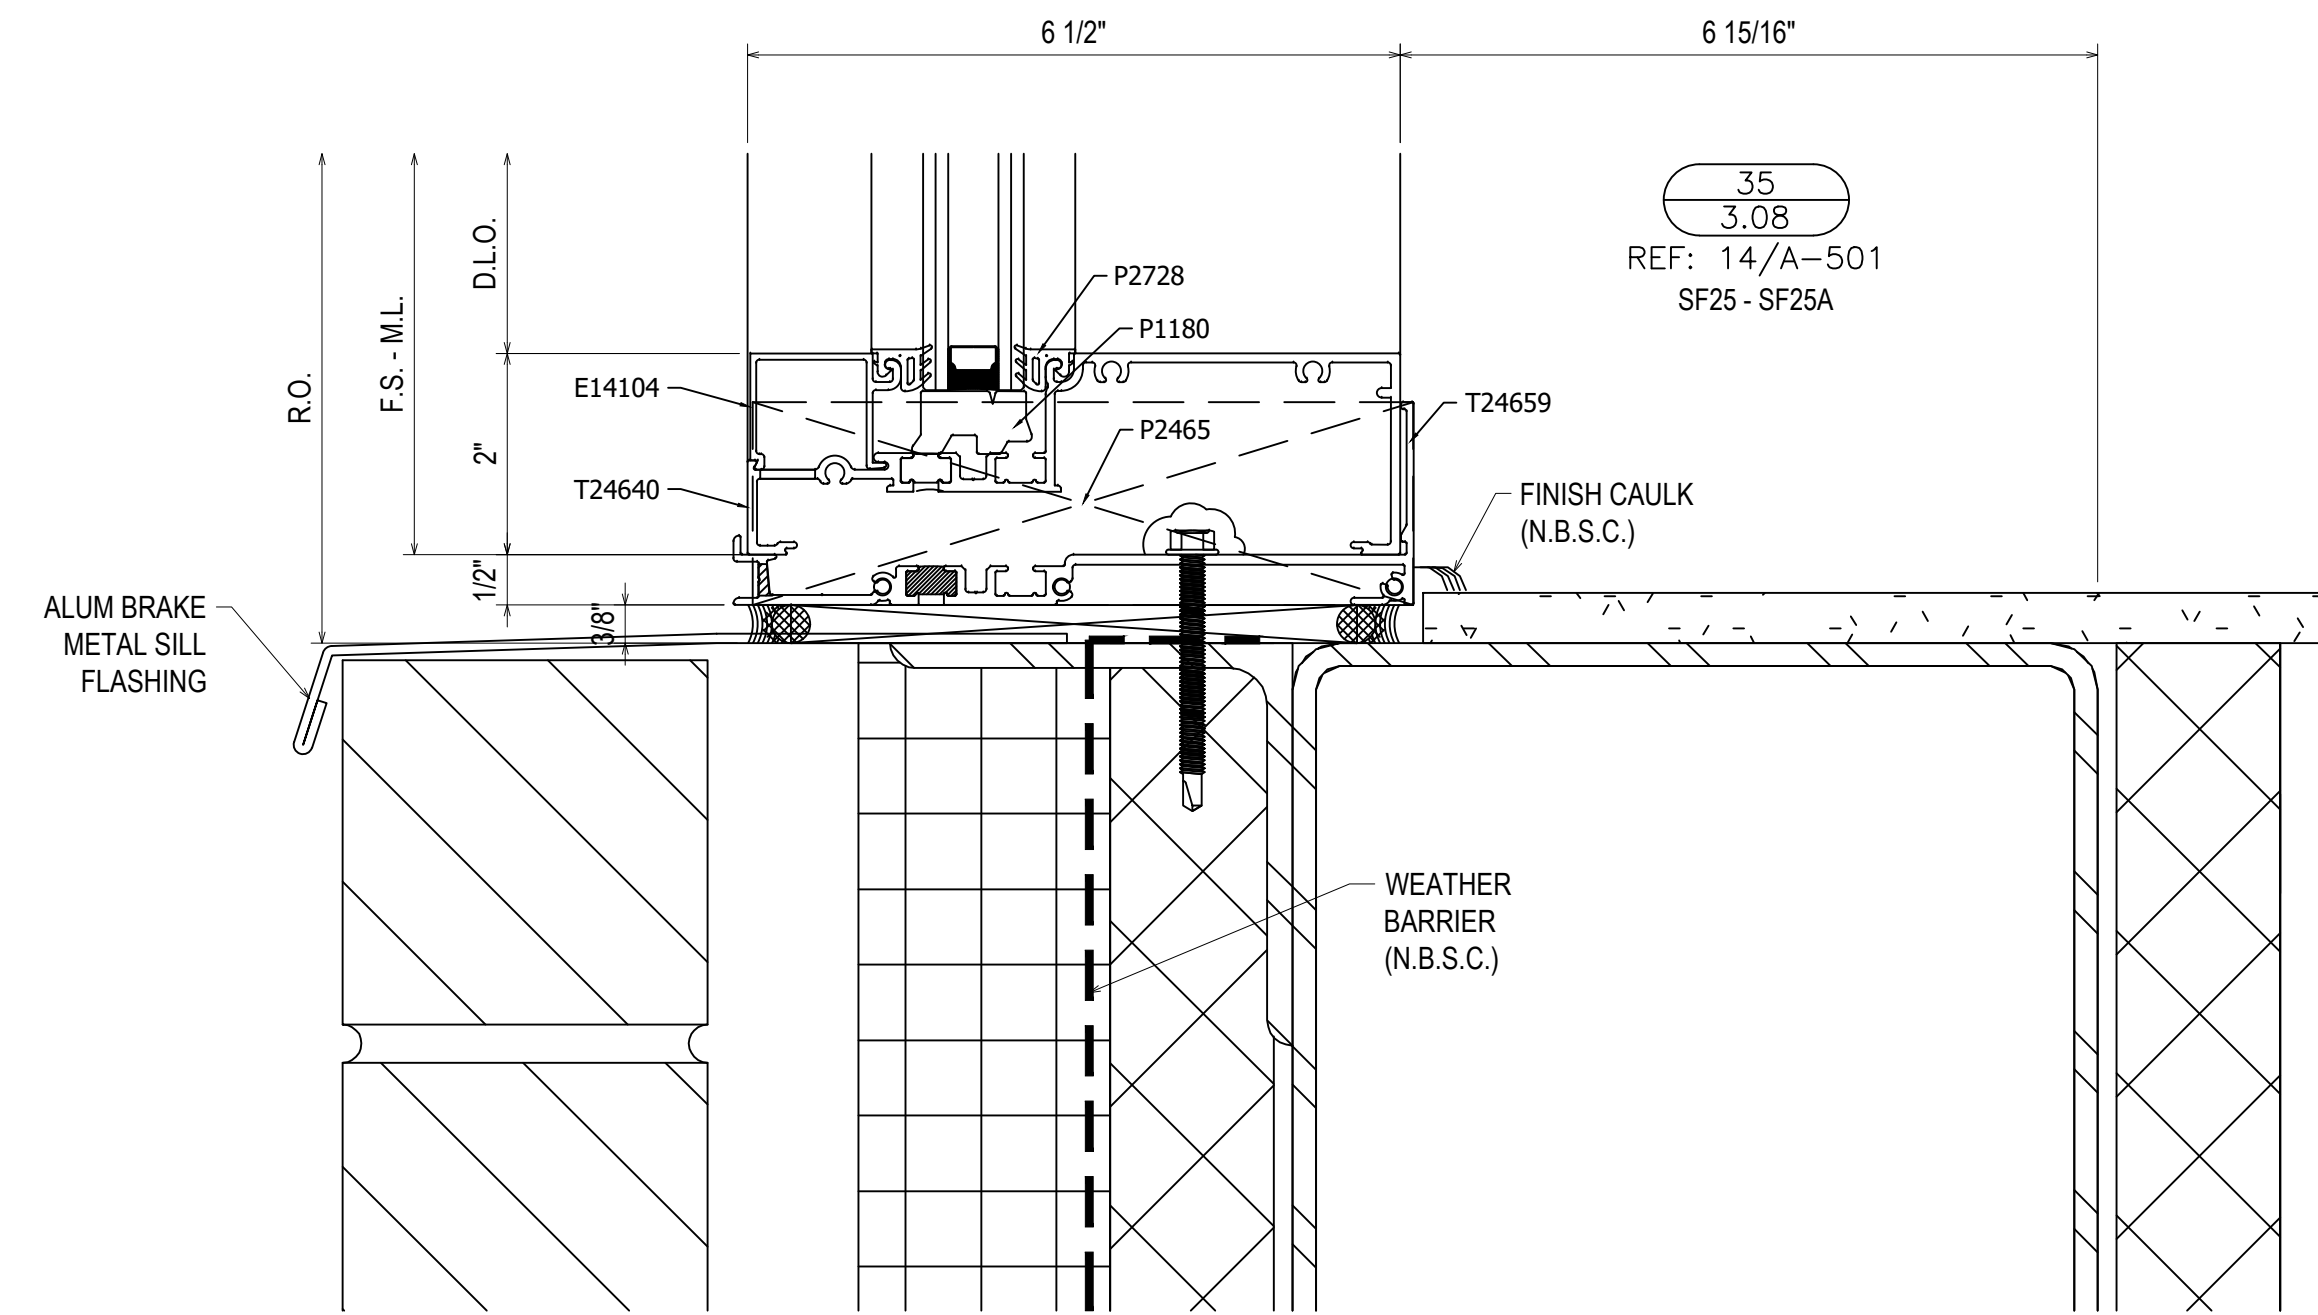 6 1/2"
6 15/16"
35
3.08
REF: 14/A-501
SF25 - SF25A
R.O.
F.S. - M.L.
D.L.O.
2"
1/2"
3/8"
P2728
P1180
E14104
P2465
T24659
T24640
FINISH CAULK
(N.B.S.C.)
ALUM BRAKE
METAL SILL
FLASHING
WEATHER
BARRIER
(N.B.S.C.)